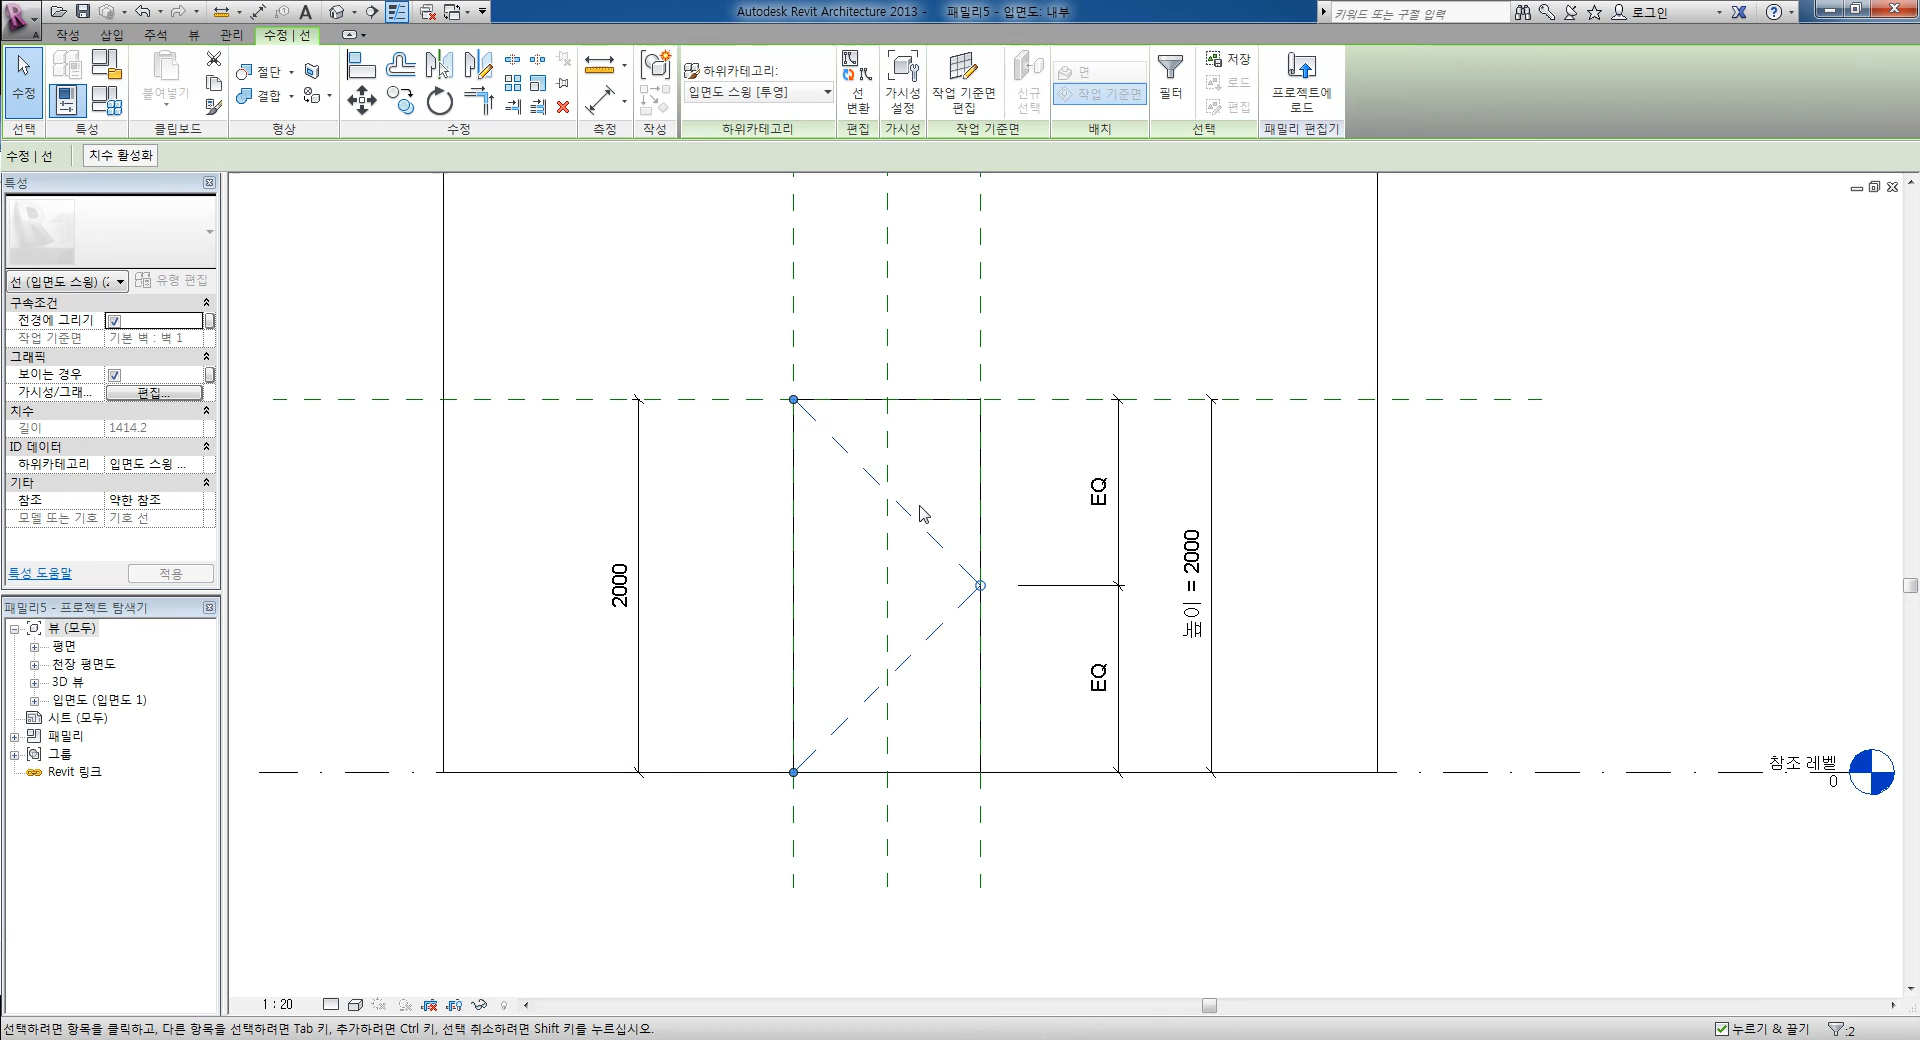 Autodesk Revit Architecture 2013 - 패밀리5 - 입면도: 내부
키워드 또는 구절 입력
로그인
작성 삽입 주석 뷰 관리 수정 | 선
수정
붙여넣기
절단
결합
하위카테고리:
입면도 스윙 [투영]
선
변환
가시성
설정
작업 기준면
편집
신규
선택
면
작업 기준면
필터
저장
로드
편집
프로젝트에
로드
선택 특성 클립보드 형상 수정 측정 작성 하위카테고리 편집 가시성 작업 기준면 배치 선택 패밀리 편집기
수정 | 선 치수 활성화
특성
선 (입면도 스윙) (2 유형 편집
구속조건
전경에 그리기
작업 기준면 기본 벽 : 벽 1
그래픽
보이는 경우
가시성/그래... 편집...
치수
길이 1414.2
ID 데이터
하위카테고리 입면도 스윙 ...
기타
참조 약한 참조
모델 또는 기호 기호 선
특성 도움말 적용
패밀리5 - 프로젝트 탐색기
뷰 (모두)
평면
천장 평면도
3D 뷰
입면도 (입면도 1)
시트 (모두)
패밀리
그룹
Revit 링크
2000
EQ
EQ
높이 = 2000
참조 레벨
0
1 : 20
선택하려면 항목을 클릭하고, 다른 항목을 선택하려면 Tab 키, 추가하려면 Ctrl 키, 선택 취소하려면 Shift 키를 누르십시오.
누르기 & 끌기 :2